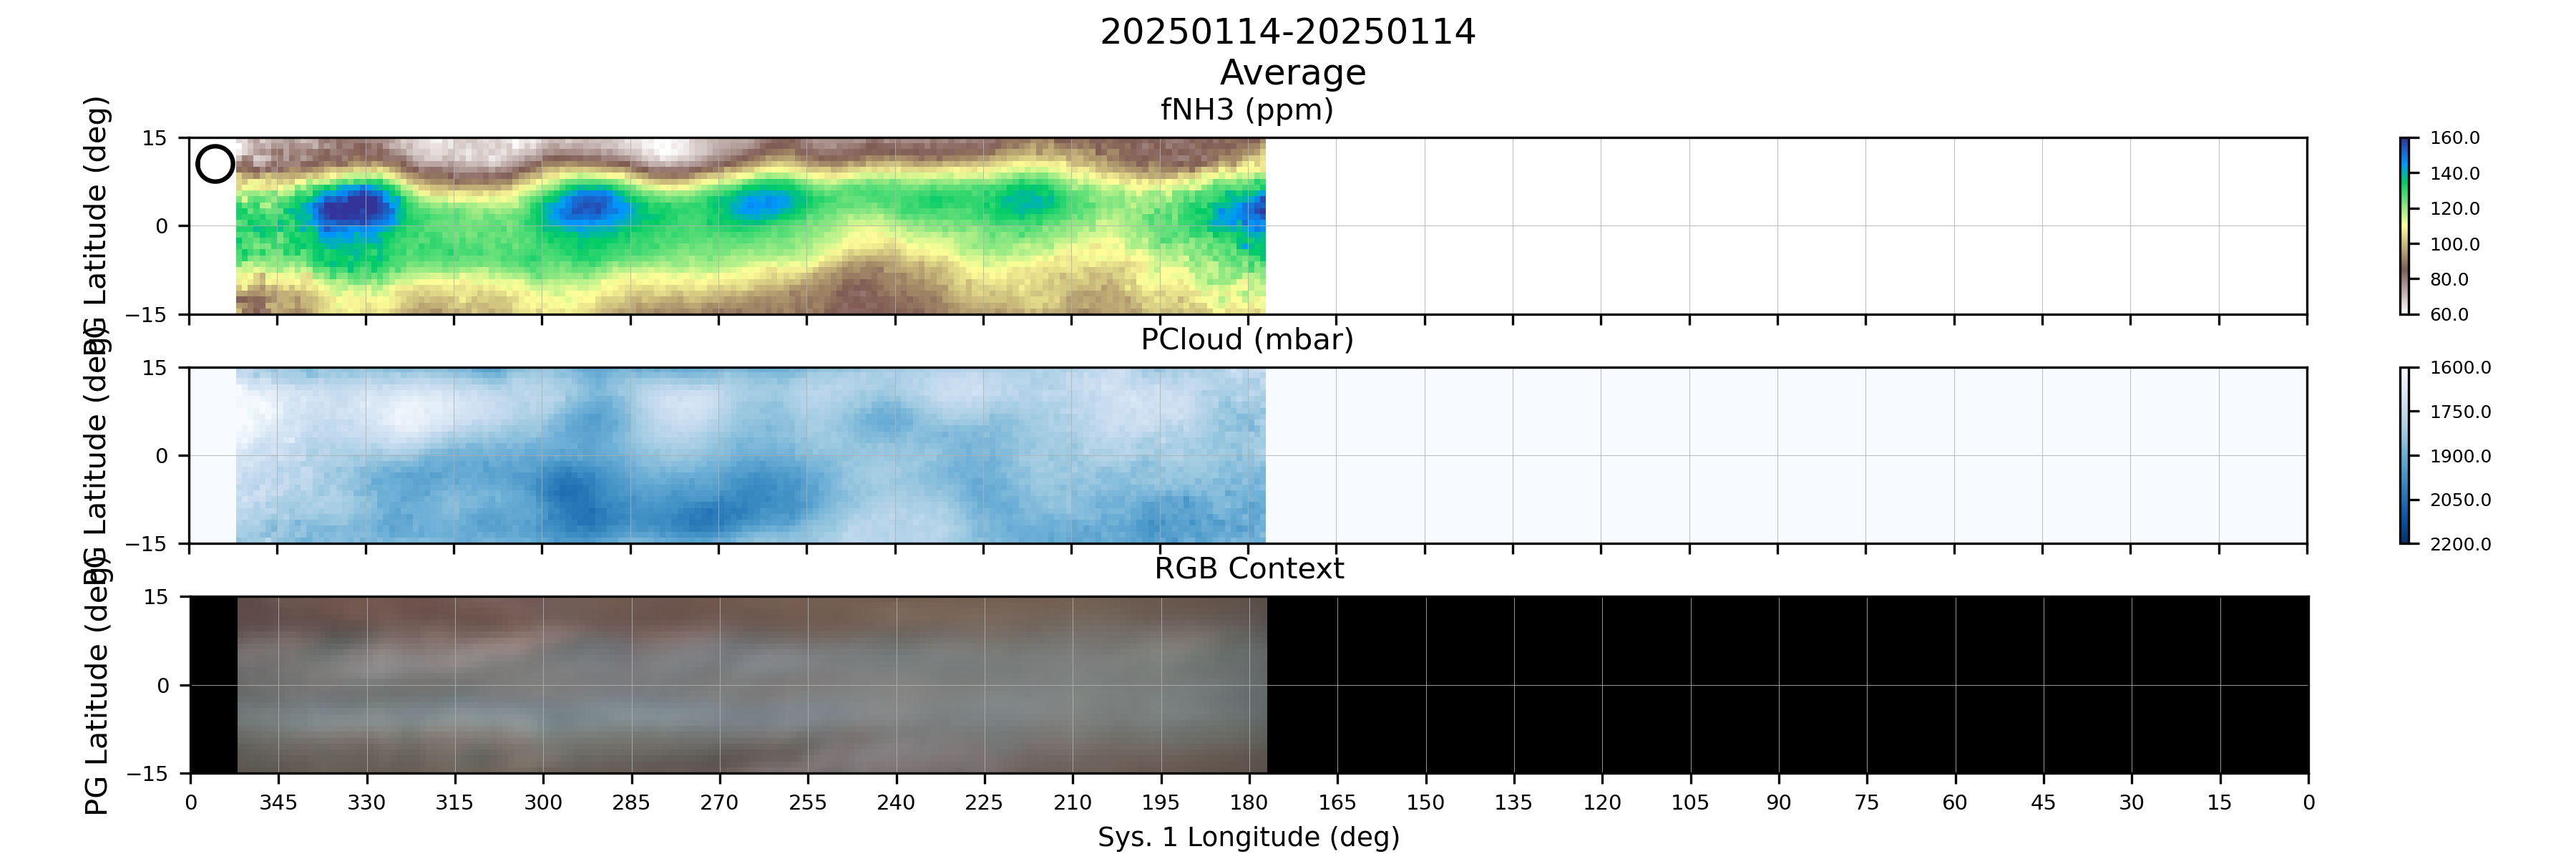 20250114-20250114
Average
fNH3 (ppm)
PG Latitude (deg)
15
0
−15
160.0
140.0
120.0
100.0
80.0
60.0
PCloud (mbar)
PG Latitude (deg)
15
0
−15
1600.0
1750.0
1900.0
2050.0
2200.0
RGB Context
PG Latitude (deg)
15
0
−15
0 345 330 315 300 285 270 255 240 225 210 195 180 165 150 135 120 105 90 75 60 45 30 15 0
Sys. 1 Longitude (deg)